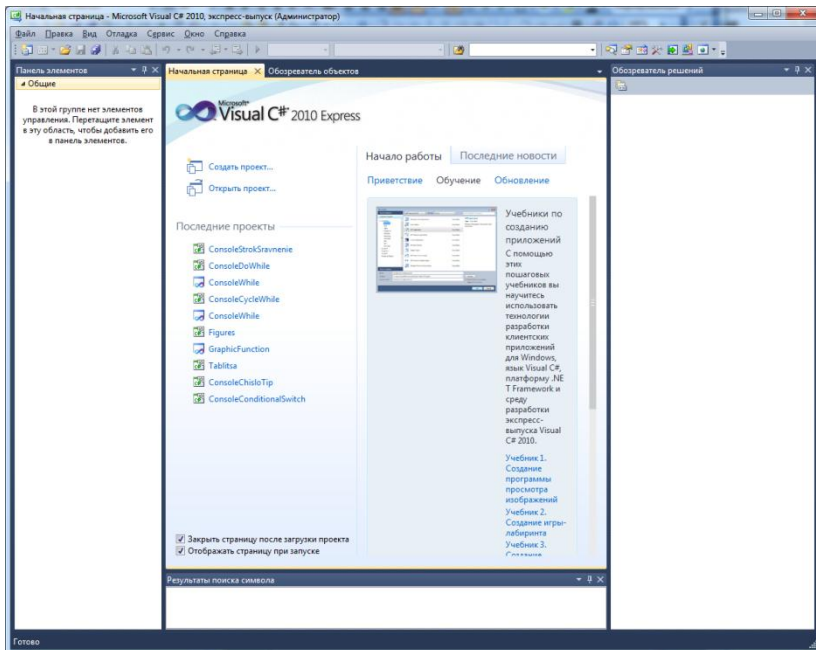 Начальная страница - Microsoft Visual C# 2010, экспресс-выпуск (Администратор)
Файл Правка Вид Отладка Сервис Окно Справка
Панель элементов
Общие
В этой группе нет элементов
управления. Перетащите элемент
в эту область, чтобы добавить его
в панель элементов.
Начальная страница Обозреватель объектов
Microsoft
Visual C# 2010 Express
Создать проект...
Открыть проект...
Последние проекты
ConsoleStrokSravnenie
ConsoleDoWhile
ConsoleWhile
ConsoleCycleWhile
ConsoleWhile
Figures
GraphicFunction
Tablitsa
ConsoleChisloTip
ConsoleConditionalSwitch
Закрыть страницу после загрузки проекта
Отображать страницу при запуске
Начало работы Последние новости
Приветствие Обучение Обновление
Учебники по
созданию
приложений
С помощью
этих
пошаговых
учебников вы
научитесь
использовать
технологии
разработки
клиентских
приложений
для Windows,
язык Visual C#,
платформу .NE
T Framework и
среду
разработки
экспресс-
выпуска Visual
C# 2010.
Учебник 1.
Создание
программы
просмотра
изображений
Учебник 2.
Создание игры-
лабиринта
Учебник 3.
Создание
Обозреватель решений
Результаты поиска символа
Готово